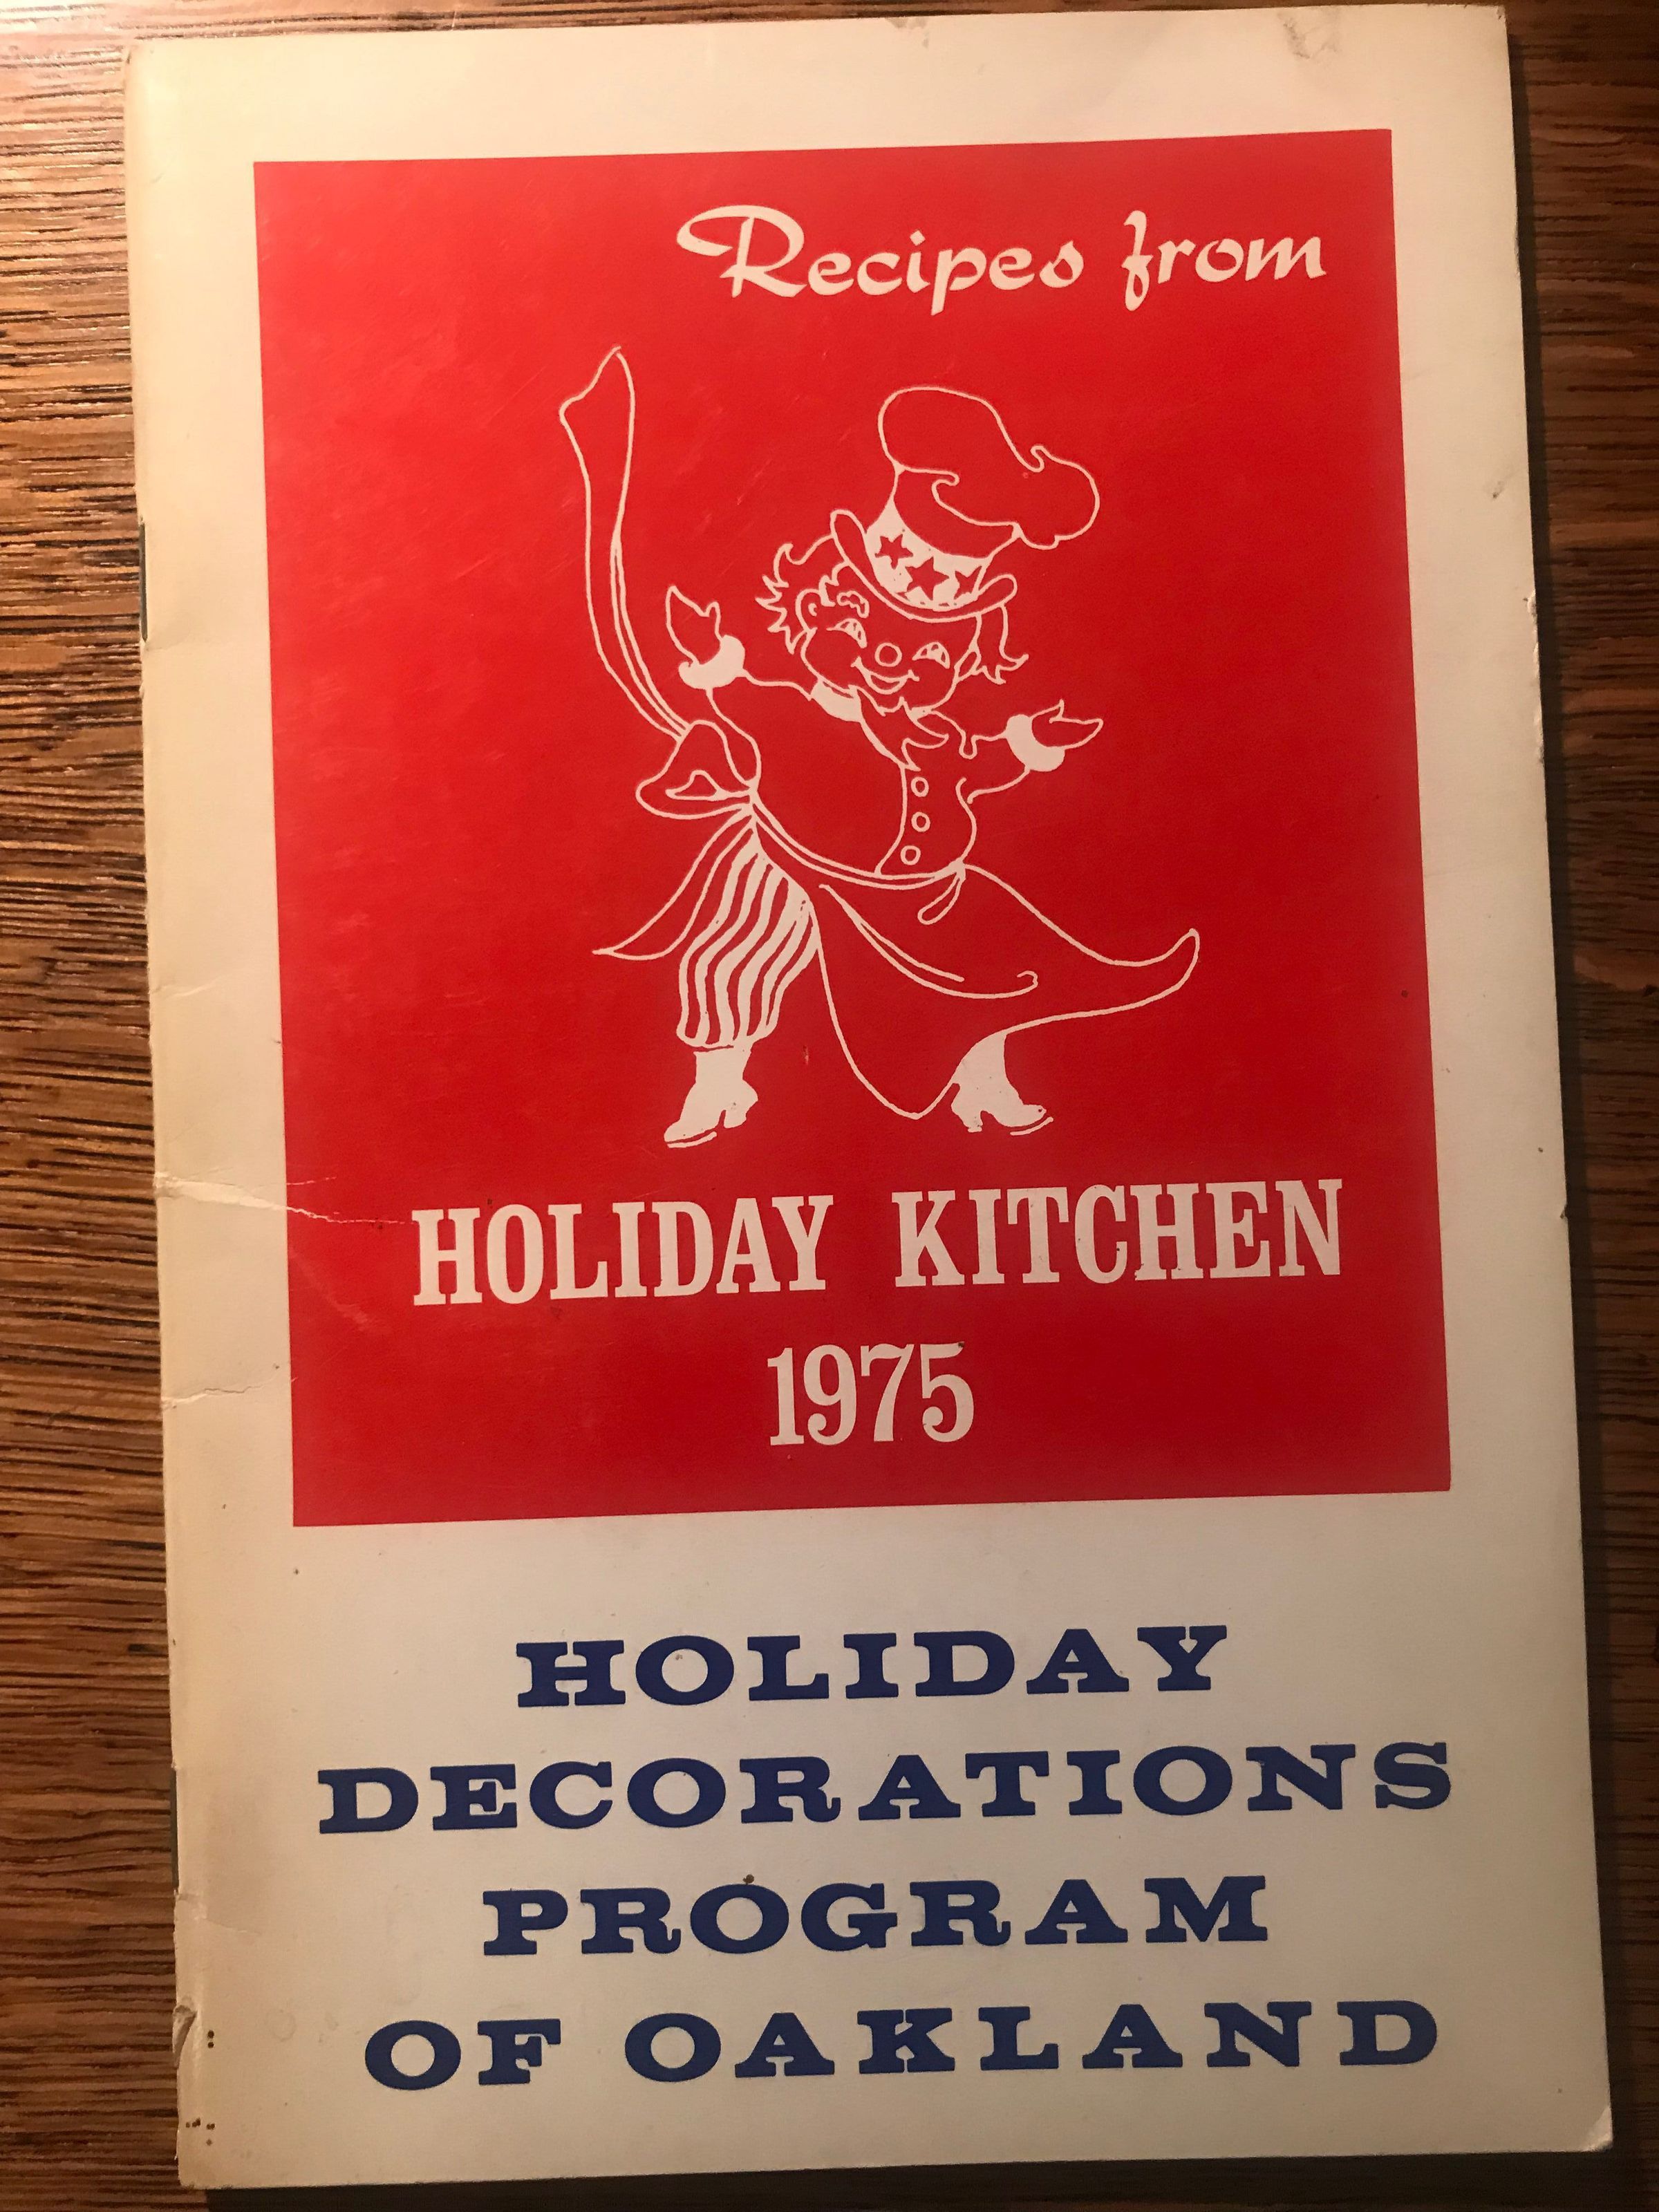 Recipes from
HOLIDAY KITCHEN
1975
HOLIDAY
DECORATIONS
PROGRAM
OF OAKLAND